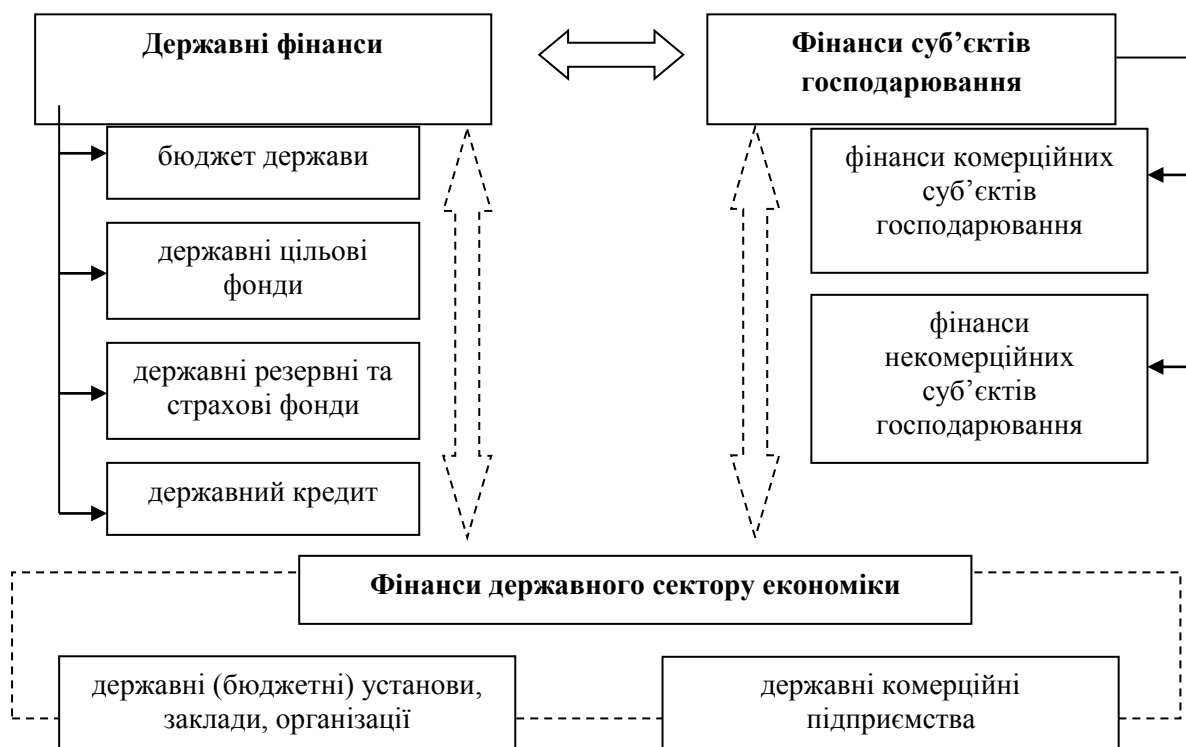 Державні фінанси
Фінанси суб’єктів
господарювання
бюджет держави
державні цільові
фонди
державні резервні та
страхові фонди
державний кредит
фінанси комерційних
суб’єктів
господарювання
фінанси
некомерційних
суб’єктів
господарювання
Фінанси державного сектору економіки
державні (бюджетні) установи,
заклади, організації
державні комерційні
підприємства